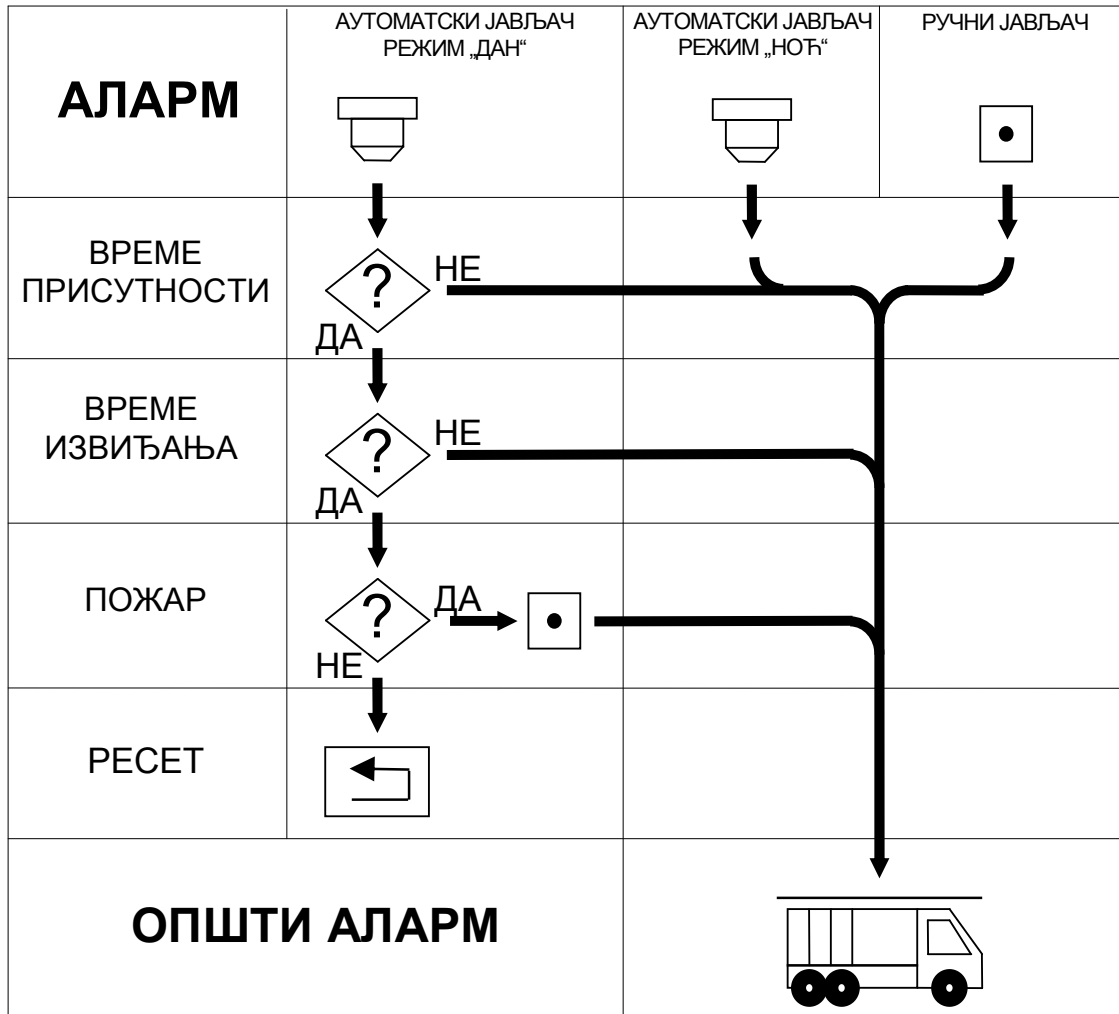 АУТОМАТСКИ ЈАВЉАЧ
РЕЖИМ „ДАН“
АУТОМАТСКИ ЈАВЉАЧ
РЕЖИМ „НОЋ“
РУЧНИ ЈАВЉАЧ
АЛАРМ
ВРЕМЕ
ПРИСУТНОСТИ
?
НЕ
ДА
ВРЕМЕ
ИЗВИЂАЊА
?
НЕ
ДА
ПОЖАР
?
ДА
НЕ
РЕСЕТ
ОПШТИ АЛАРМ